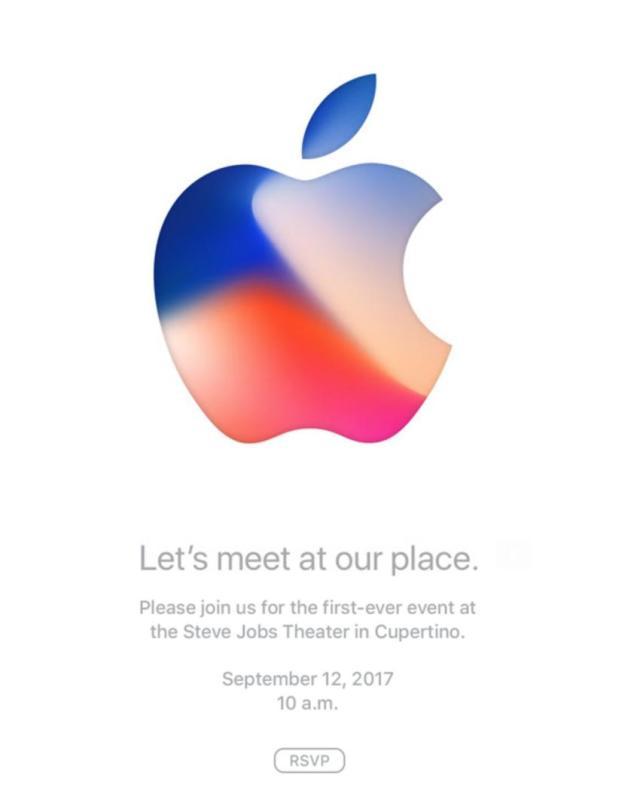 Let's meet at our place.
Please join us for the first-ever event at
the Steve Jobs Theater in Cupertino.
September 12, 2017
10 a.m.
RSVP